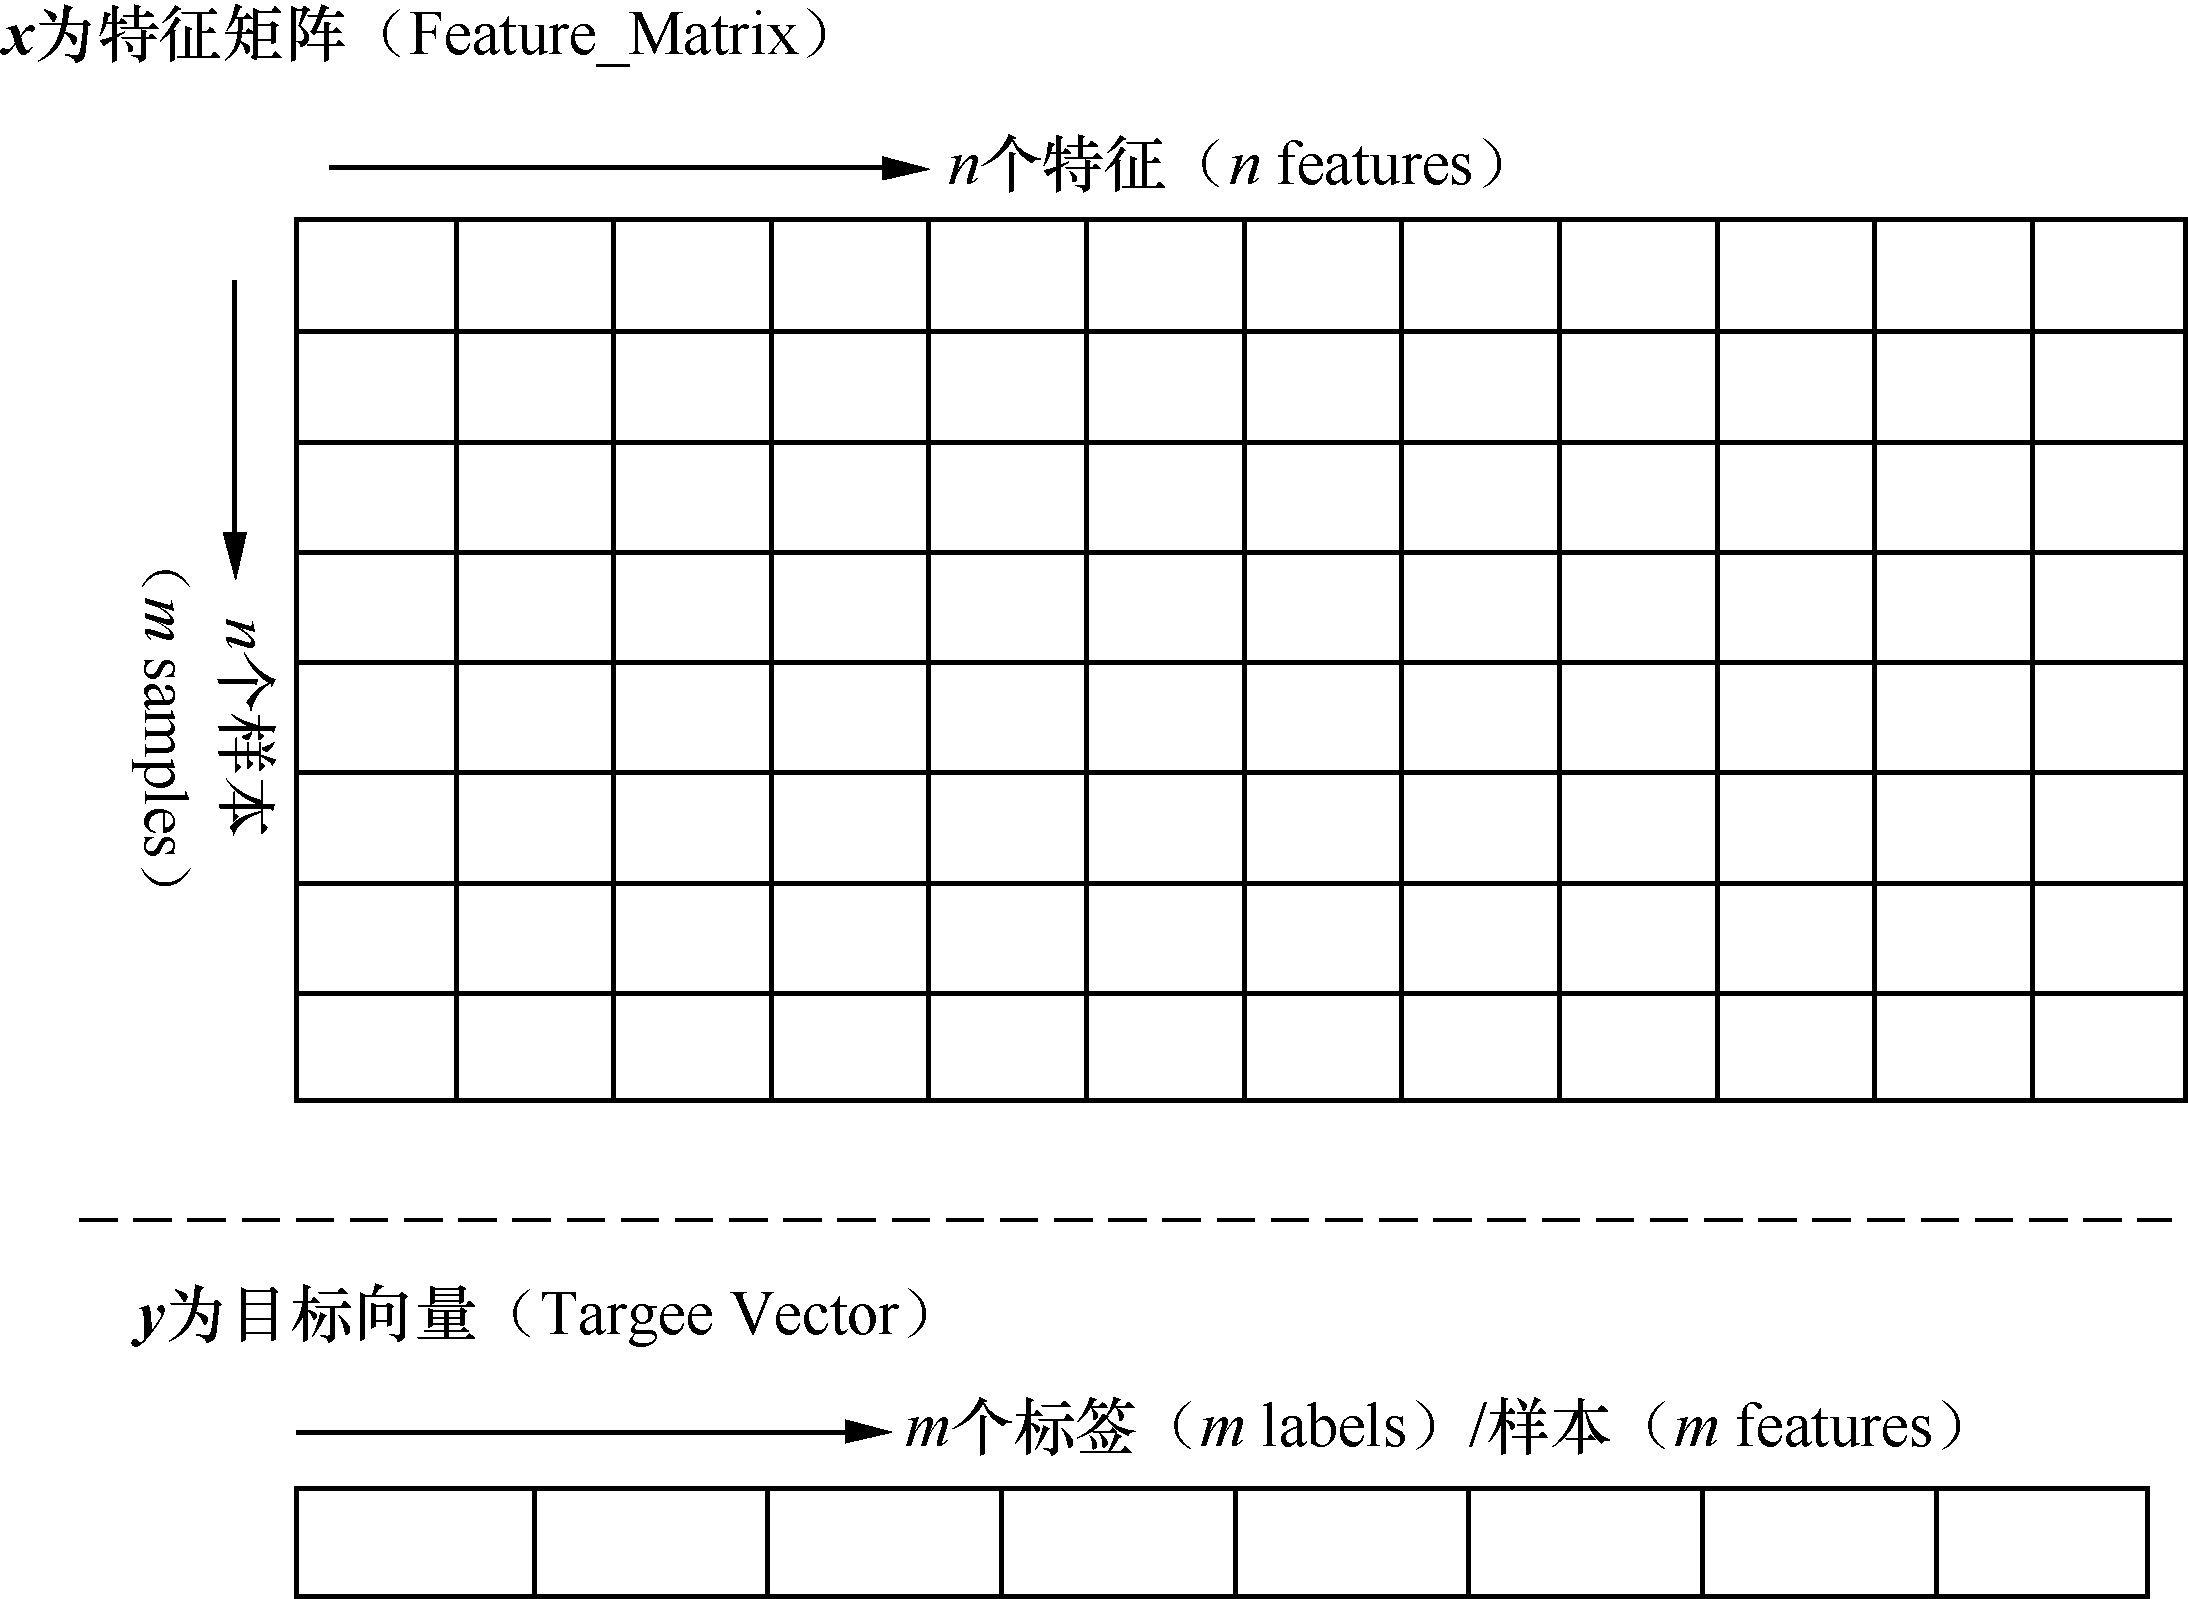 x为特征矩阵（Feature_Matrix）
n个特征（n features）
n个样本
（m samples）
y为目标向量（Targee Vector）
m个标签（m labels）/样本（m features）